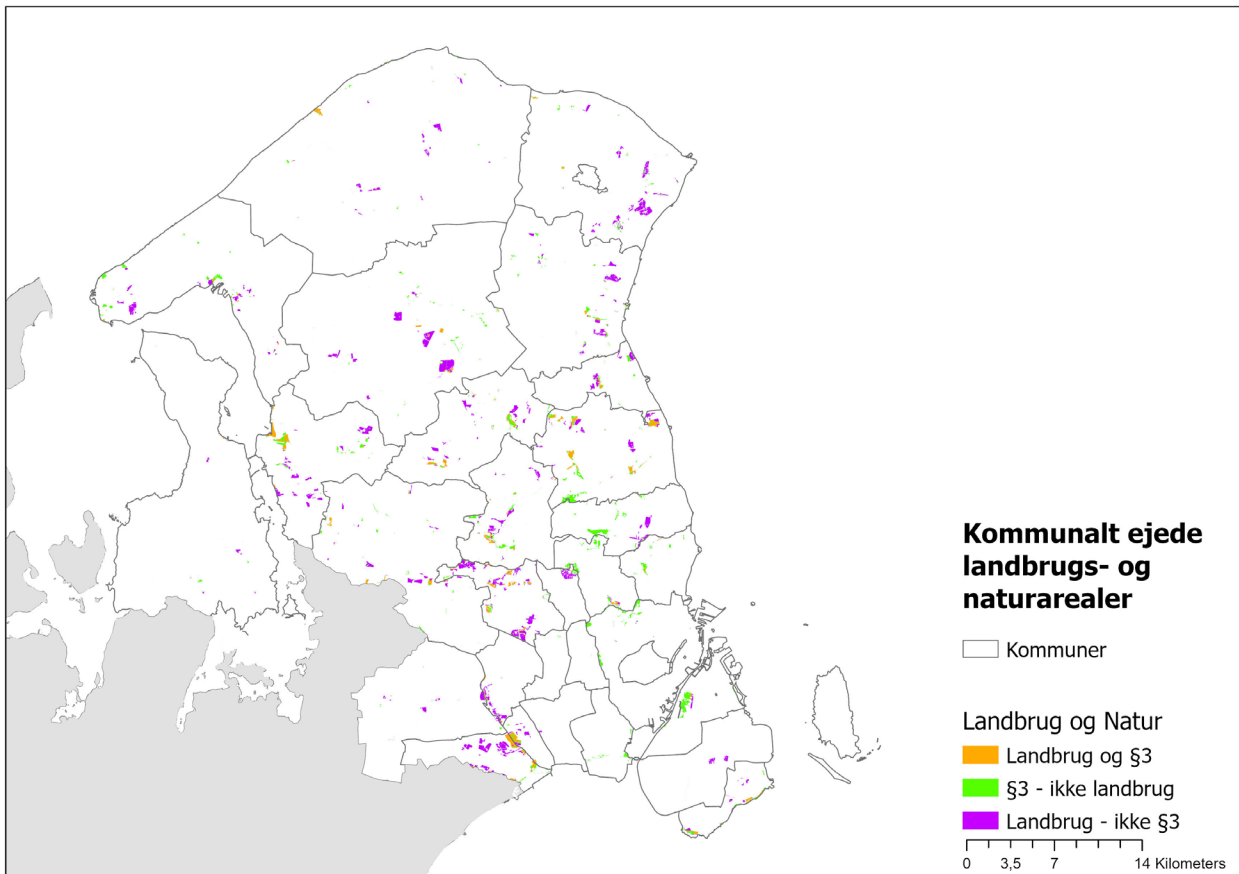 Kommunalt ejede
landbrugs- og
naturarealer
Kommuner
Landbrug og Natur
Landbrug og §3
§3 - ikke landbrug
Landbrug - ikke §3
0 3,5 7 14 Kilometers